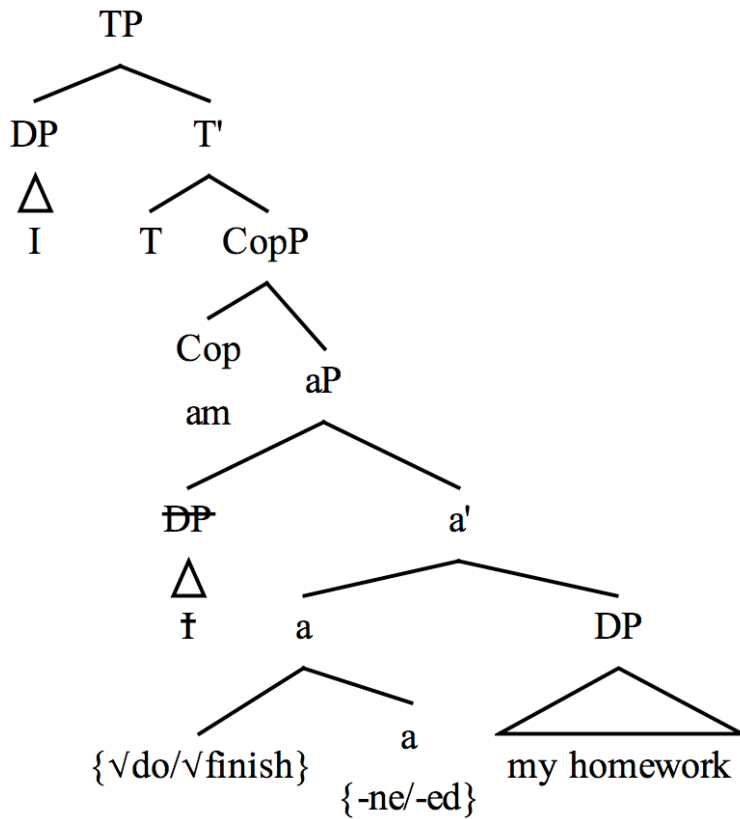 TP
DP T'
I T CopP
Cop aP
am
DP a'
I a DP
{√do/√finish} a my homework
{-ne/-ed}